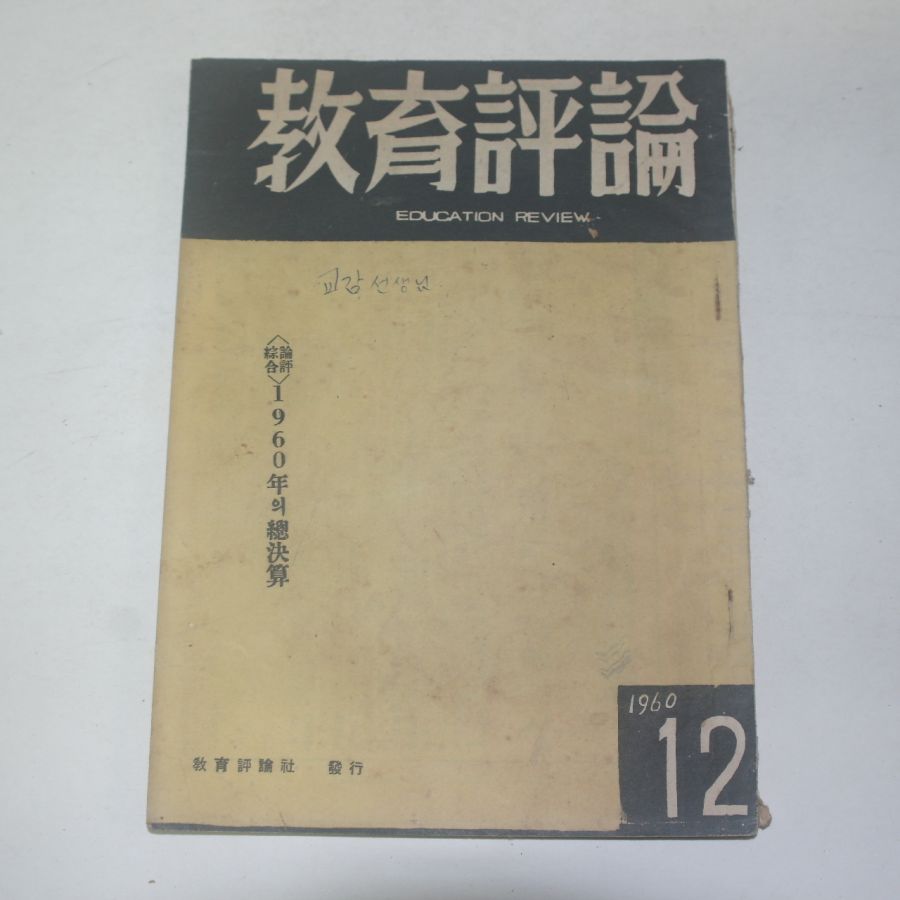 教育評論
EDUCATION REVIEW
교감 선생님
〈綜合論評〉1960年의 總決算
1960
12
教育評論社 發行